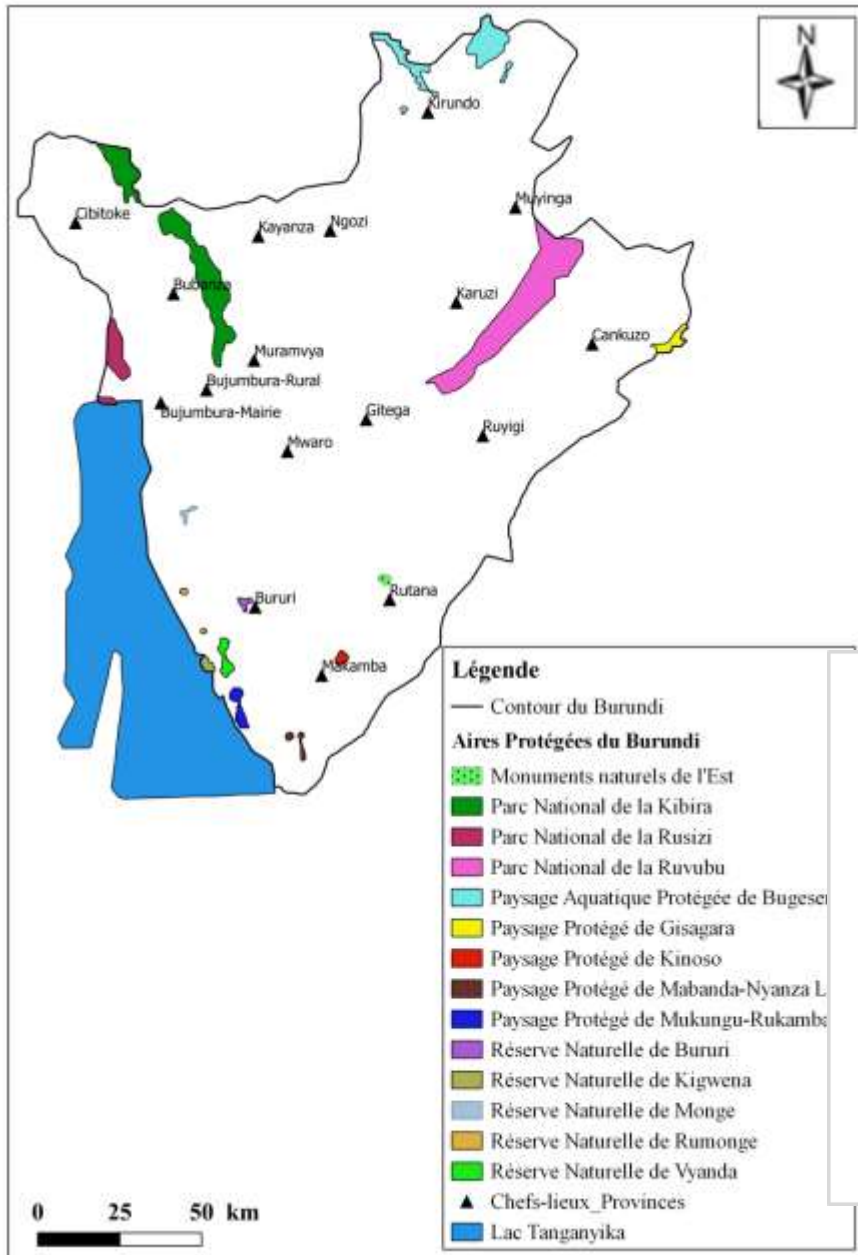 N
Kirundo
Muyinga
Cibitoke
Kayanza
Ngozi
Bubanza
Karuzi
Cankuzo
Muramvya
Bujumbura-Rural
Bujumbura-Mairie
Gitega
Ruyigi
Mwaro
Bururi
Rutana
Makamba
Légende
Contour du Burundi
Aires Protégées du Burundi
Monuments naturels de l'Est
Parc National de la Kibira
Parc National de la Rusizi
Parc National de la Ruvubu
Paysage Aquatique Protégée de Bugeser
Paysage Protégé de Gisagara
Paysage Protégé de Kinoso
Paysage Protégé de Mabanda-Nyanza L
Paysage Protégé de Mukungu-Rukamba
Réserve Naturelle de Bururi
Réserve Naturelle de Kigwena
Réserve Naturelle de Monge
Réserve Naturelle de Rumonge
Réserve Naturelle de Vyanda
Chefs-lieux_Provinces
Lac Tanganyika
0 25 50 km